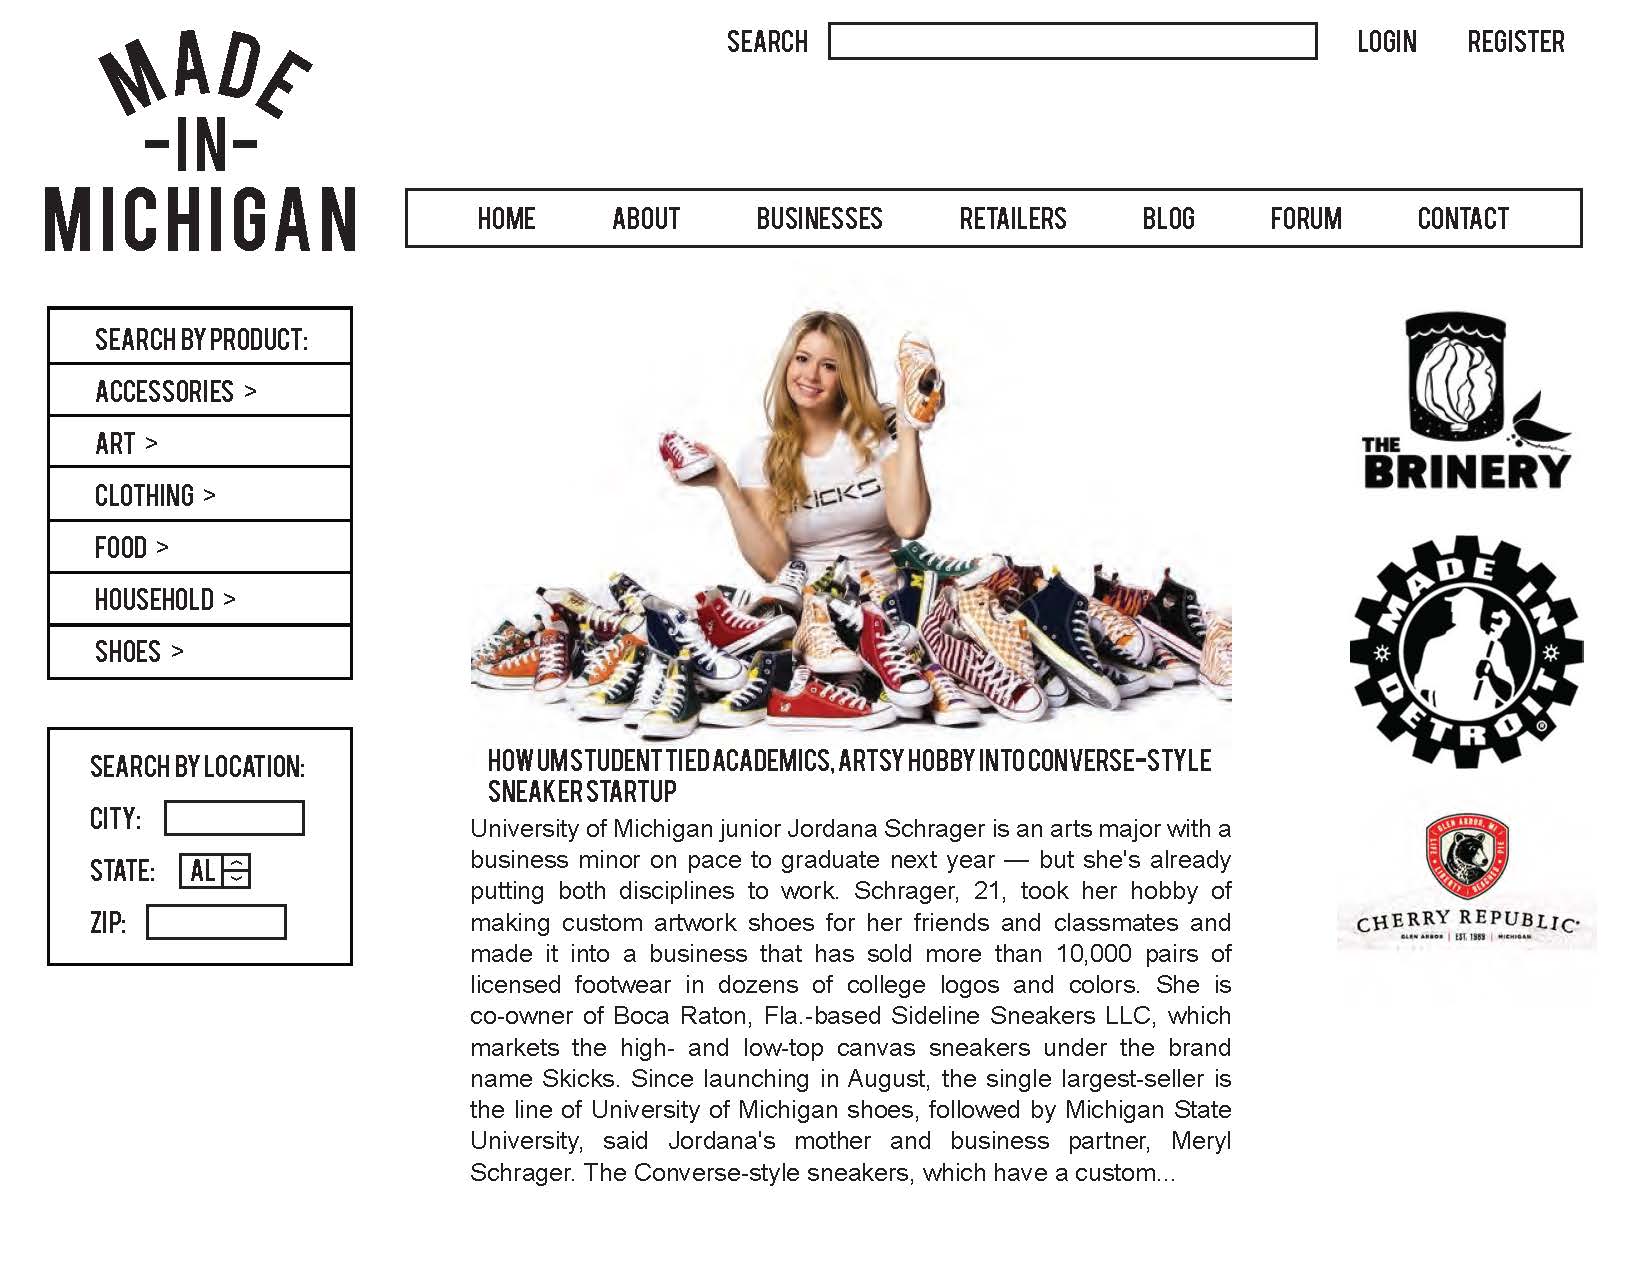 MADE
-IN-
MICHIGAN
SEARCH
LOGIN
REGISTER
HOME ABOUT BUSINESSES RETAILERS BLOG FORUM CONTACT
SEARCH BY PRODUCT:
ACCESSORIES >
ART >
CLOTHING >
FOOD >
HOUSEHOLD >
SHOES >
SEARCH BY LOCATION:
CITY:
STATE: AL
ZIP:
SKICKS
HOW UM STUDENT TIED ACADEMICS, ARTSY HOBBY INTO CONVERSE-STYLE
SNEAKER STARTUP
University of Michigan junior Jordana Schrager is an arts major with a
business minor on pace to graduate next year — but she's already
putting both disciplines to work. Schrager, 21, took her hobby of
making custom artwork shoes for her friends and classmates and
made it into a business that has sold more than 10,000 pairs of
licensed footwear in dozens of college logos and colors. She is
co-owner of Boca Raton, Fla.-based Sideline Sneakers LLC, which
markets the high- and low-top canvas sneakers under the brand
name Skicks. Since launching in August, the single largest-seller is
the line of University of Michigan shoes, followed by Michigan State
University, said Jordana's mother and business partner, Meryl
Schrager. The Converse-style sneakers, which have a custom...
THE
BRINERY
MADE IN
DETROIT ®
GLEN ARBOR, MI
LIFE LIBERTY BEACHES PIE
CHERRY REPUBLIC
GLEN ARBOR | EST. 1989 | MICHIGAN